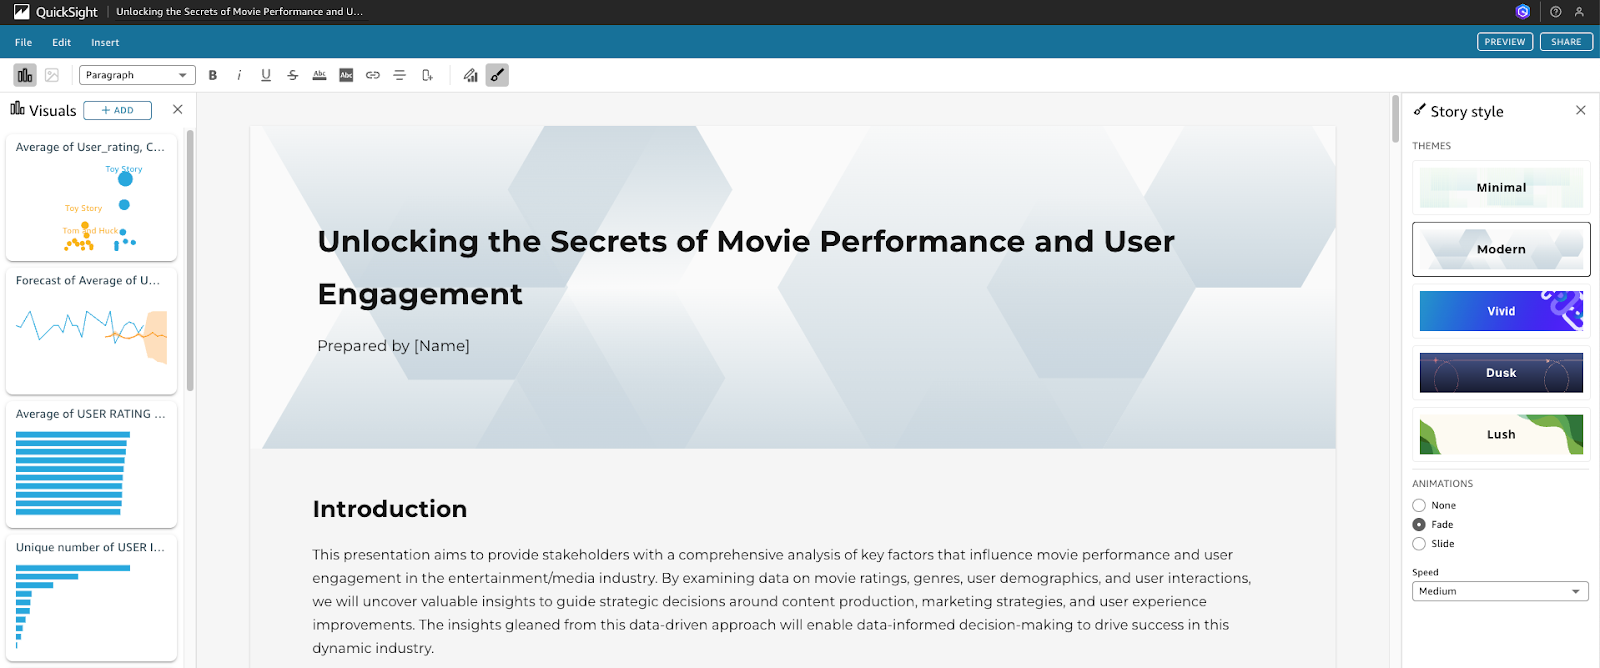 QuickSight
Unlocking the Secrets of Movie Performance and U...
File Edit Insert
PREVIEW SHARE
Paragraph
B i U S Abc Abc
Visuals
+ ADD
Average of User_rating, C...
Toy Story
Toy Story
Tom and Huck
Forecast of Average of U...
Average of USER RATING ...
Unique number of USER I...
Unlocking the Secrets of Movie Performance and User
Engagement
Prepared by [Name]
Introduction
This presentation aims to provide stakeholders with a comprehensive analysis of key factors that influence movie performance and user
engagement in the entertainment/media industry. By examining data on movie ratings, genres, user demographics, and user interactions,
we will uncover valuable insights to guide strategic decisions around content production, marketing strategies, and user experience
improvements. The insights gleaned from this data-driven approach will enable data-informed decision-making to drive success in this
dynamic industry.
Story style
THEMES
Minimal
Modern
Vivid
Dusk
Lush
ANIMATIONS
None
Fade
Slide
Speed
Medium